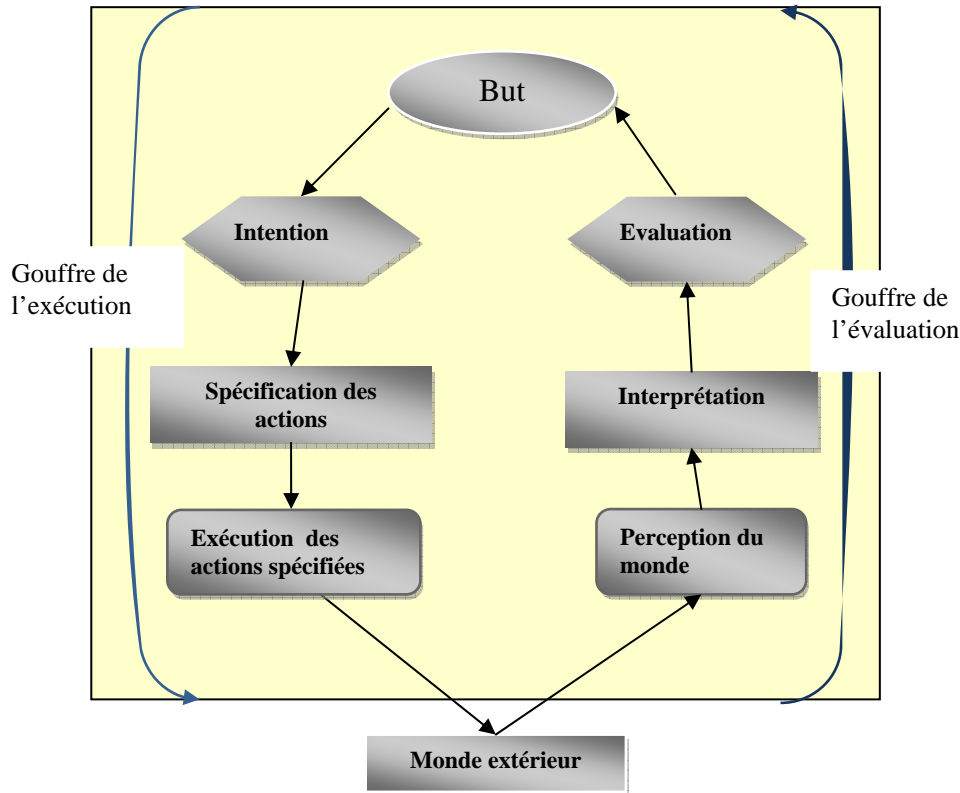 But
Intention
Evaluation
Gouffre de
l’exécution
Gouffre de
l’évaluation
Spécification des
actions
Interprétation
Exécution des
actions spécifiées
Perception du
monde
Monde extérieur